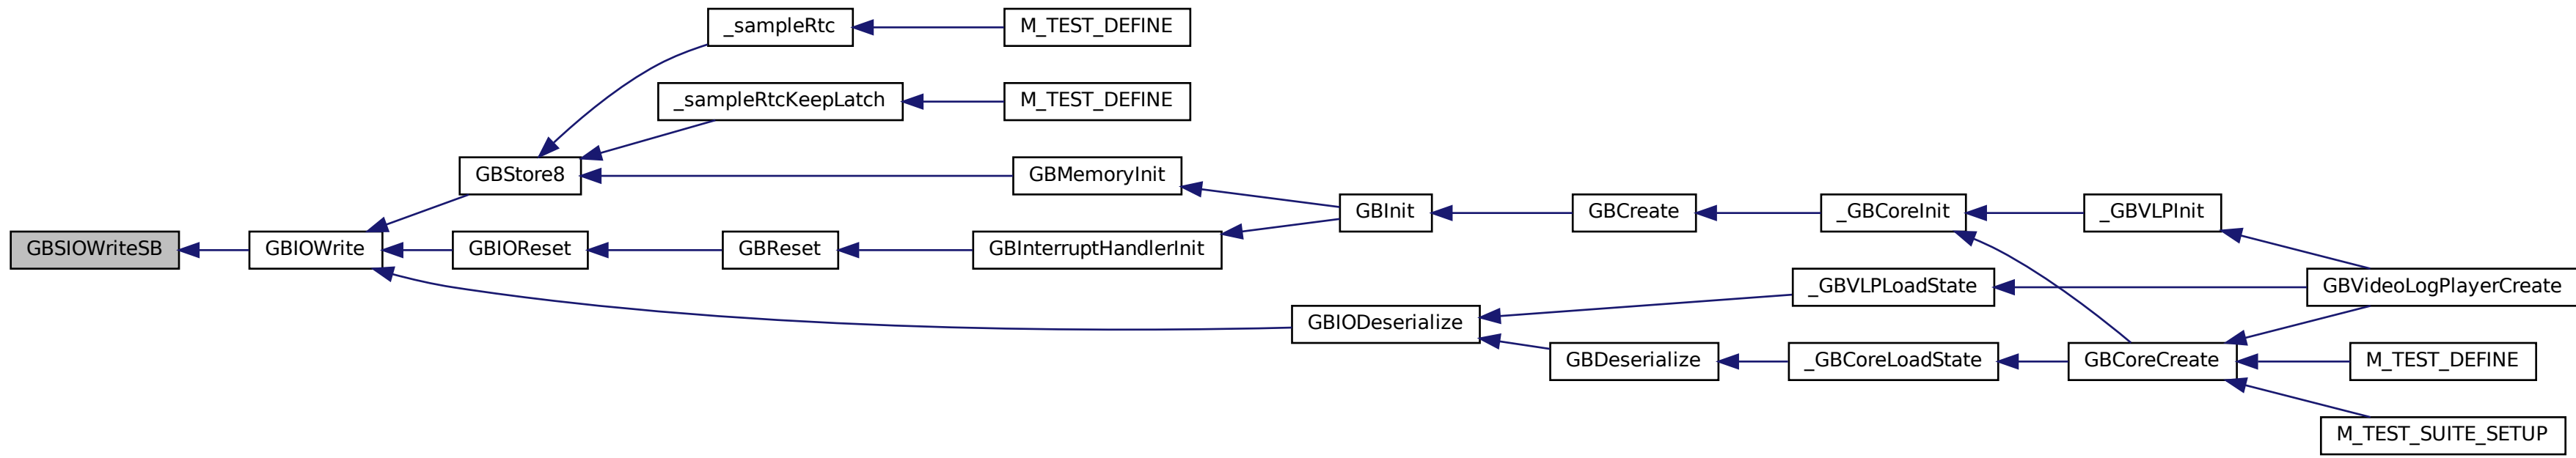 _sampleRtc
M_TEST_DEFINE
_sampleRtcKeepLatch
M_TEST_DEFINE
GBStore8
GBMemoryInit
GBInit
GBCreate
_GBCoreInit
_GBVLPInit
GBSIOWriteSB
GBIOWrite
GBIOReset
GBReset
GBInterruptHandlerInit
_GBVLPLoadState
GBVideoLogPlayerCreate
GBIODeserialize
GBDeserialize
_GBCoreLoadState
GBCoreCreate
M_TEST_DEFINE
M_TEST_SUITE_SETUP